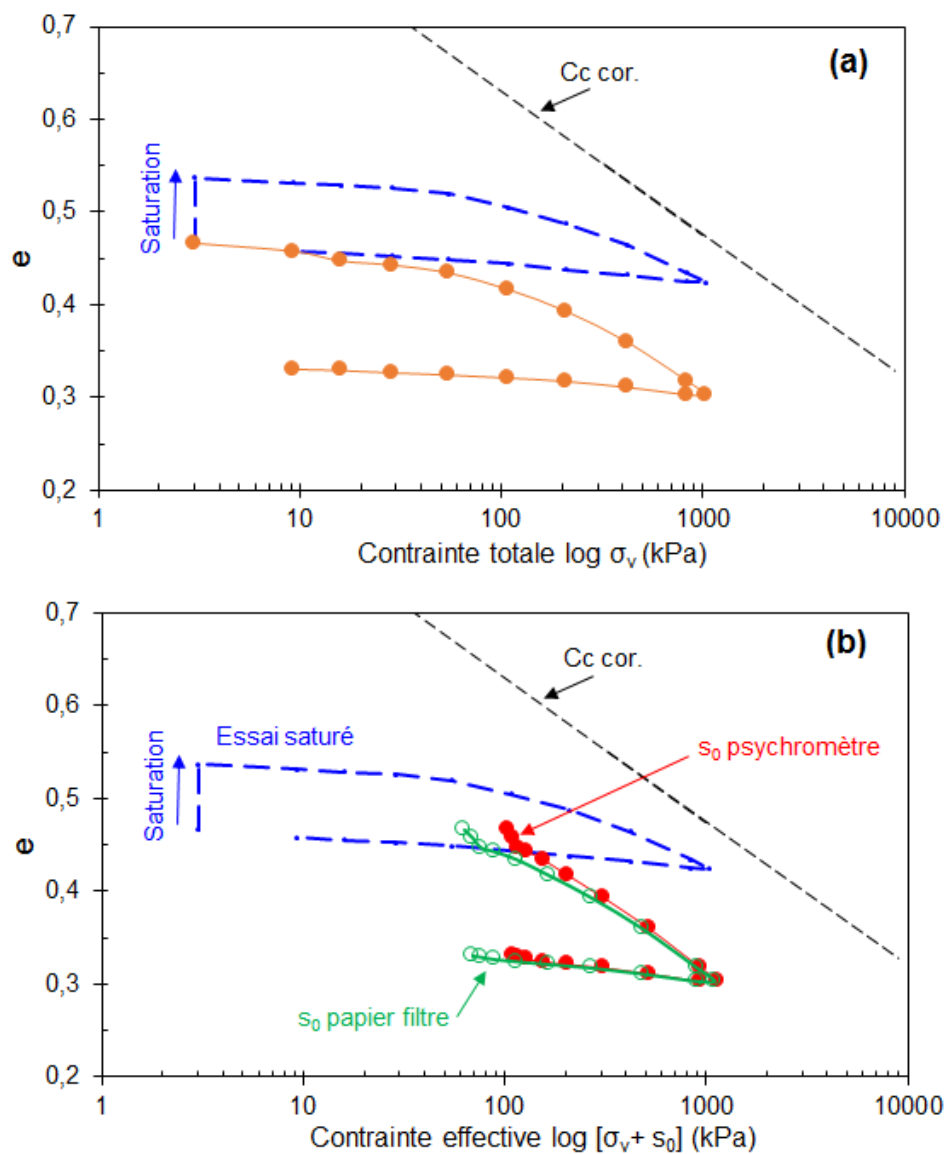 0,7
(a)
Cc cor.
0,6
Saturation
0,5
e
0,4
0,3
0,2
1
10
100
1000
10000
Contrainte totale log σv (kPa)
0,7
(b)
Cc cor.
0,6
Essai saturé
s0 psychromètre
Saturation
0,5
e
0,4
0,3
s0 papier filtre
0,2
1
10
100
1000
10000
Contrainte effective log [σv+ s0] (kPa)